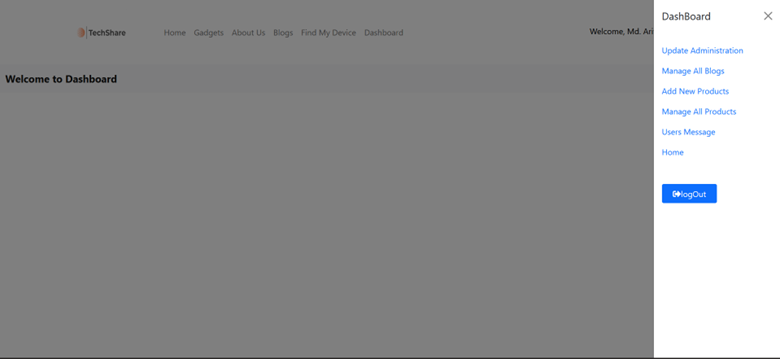 TechShare Home Gadgets About Us Blogs Find My Device Dashboard Welcome, Md. Ari
Welcome to Dashboard
DashBoard
Update Administration
Manage All Blogs
Add New Products
Manage All Products
Users Message
Home
logOut